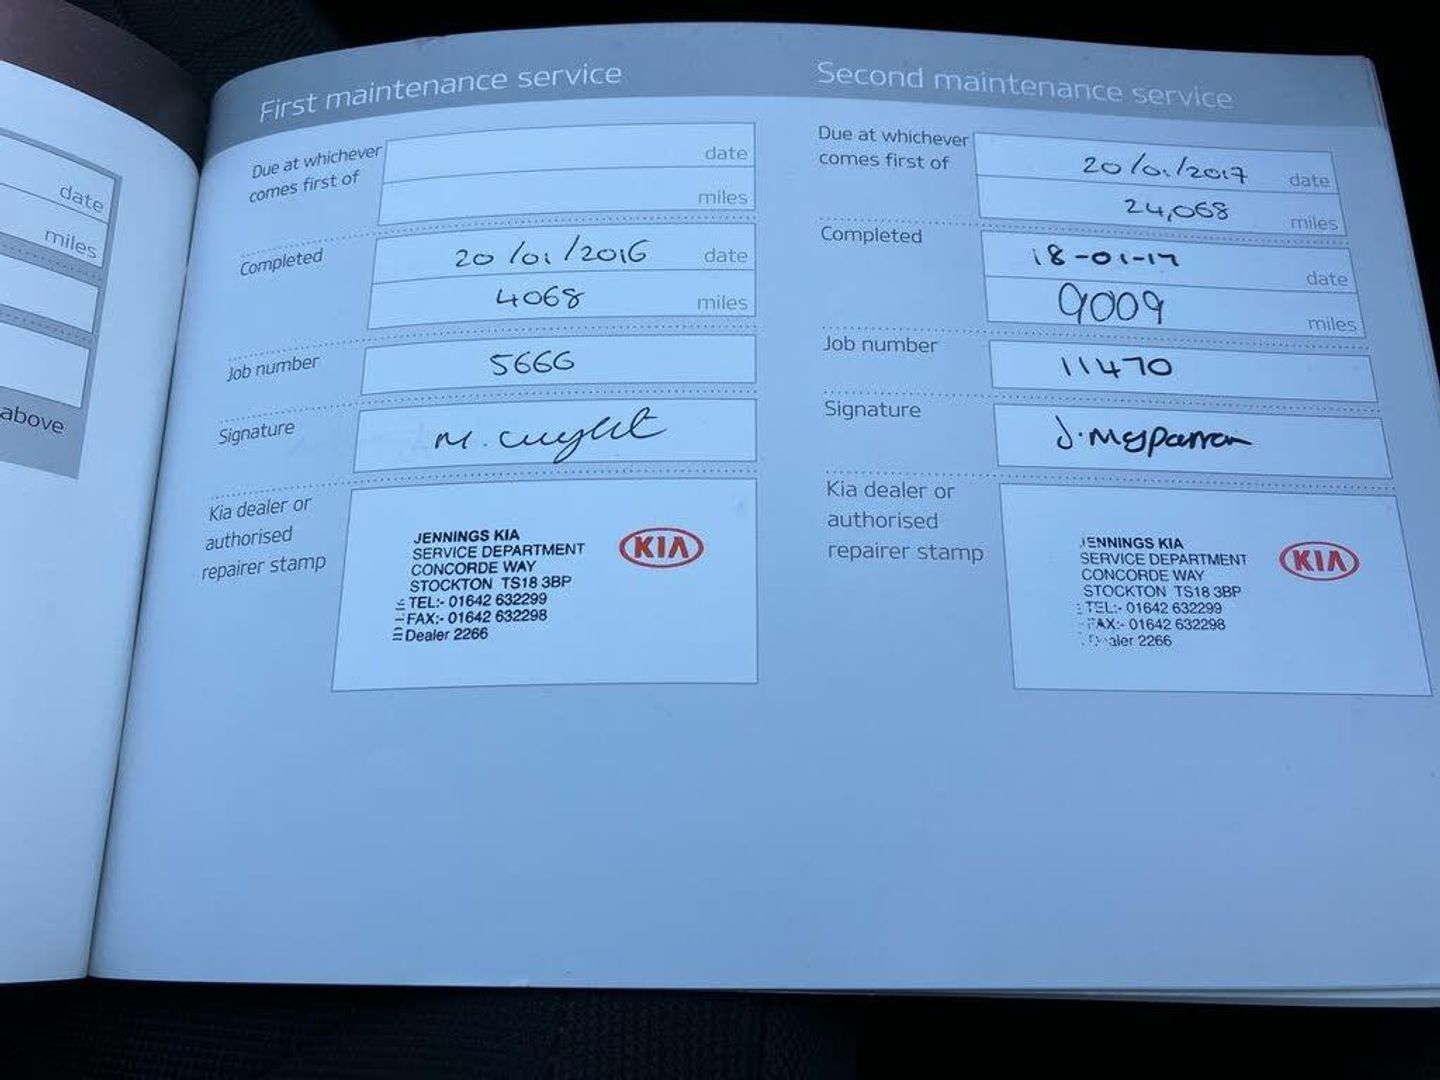 date
miles
above
First maintenance service
Due at whichever
comes first of
date
miles
Completed
20/01/2016 date
4068 miles
Job number
5666
Signature
M.
Kia dealer or
authorised
repairer stamp
JENNINGS KIA
SERVICE DEPARTMENT
CONCORDE WAY
STOCKTON TS18 3BP
TEL:- 01642 632299
FAX:- 01642 632298
Dealer 2266
KIA
Second maintenance service
Due at whichever
comes first of
20/01/2017 date
24,068 miles
Completed
18-01-17 date
9009 miles
Job number
11470
Signature
J.
Kia dealer or
authorised
repairer stamp
JENNINGS KIA
SERVICE DEPARTMENT
CONCORDE WAY
STOCKTON TS18 3BP
TEL:- 01642 632299
FAX:- 01642 632298
Dealer 2266
KIA